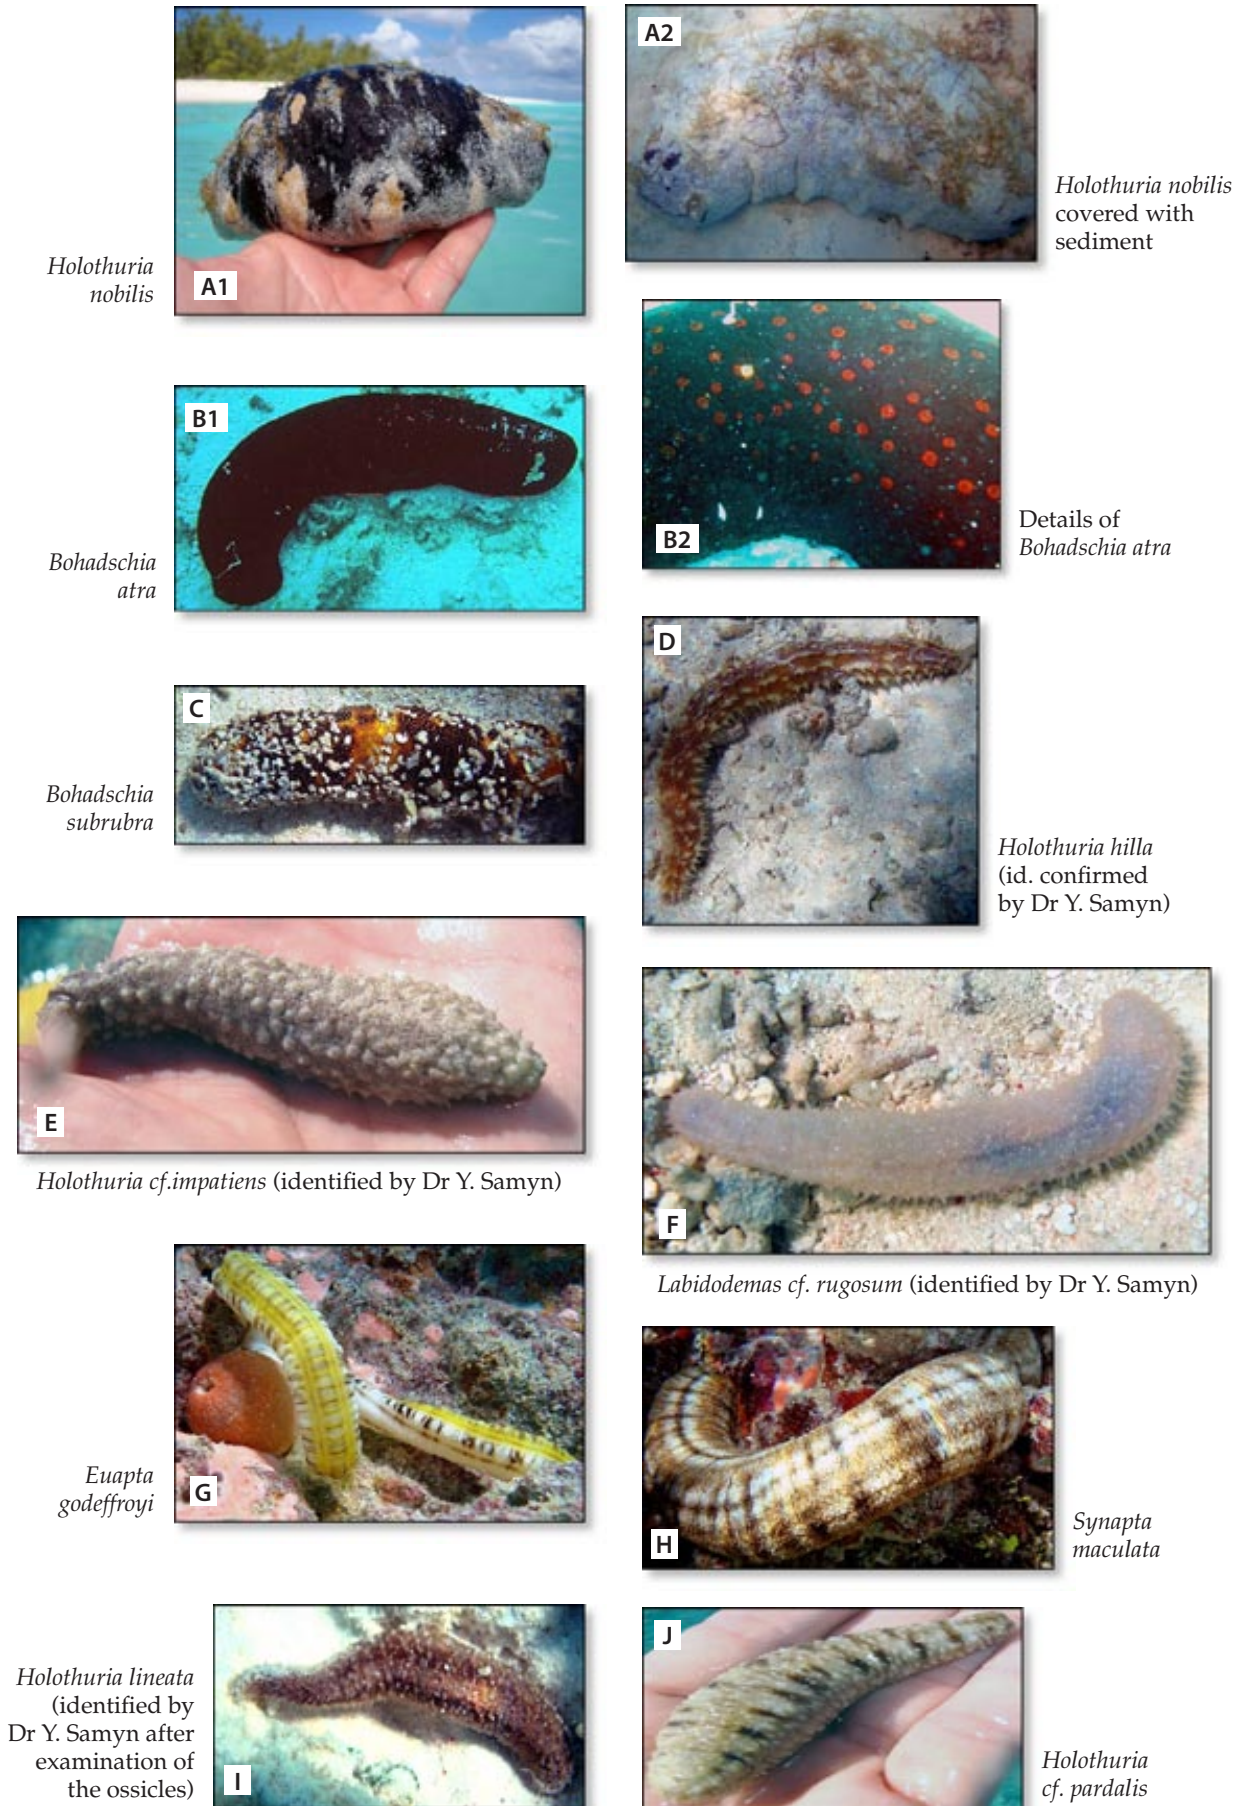 A1
Holothuria
nobilis
A2
Holothuria nobilis
covered with
sediment
B1
Bohadschia
atra
B2
Details of
Bohadschia atra
C
Bohadschia
subrubra
D
Holothuria hilla
(id. confirmed
by Dr Y. Samyn)
E
Holothuria cf.impatiens (identified by Dr Y. Samyn)
F
Labidodemas cf. rugosum (identified by Dr Y. Samyn)
G
Euapta
godeffroyi
H
Synapta
maculata
I
Holothuria lineata
(identified by
Dr Y. Samyn after
examination of
the ossicles)
J
Holothuria
cf. pardalis